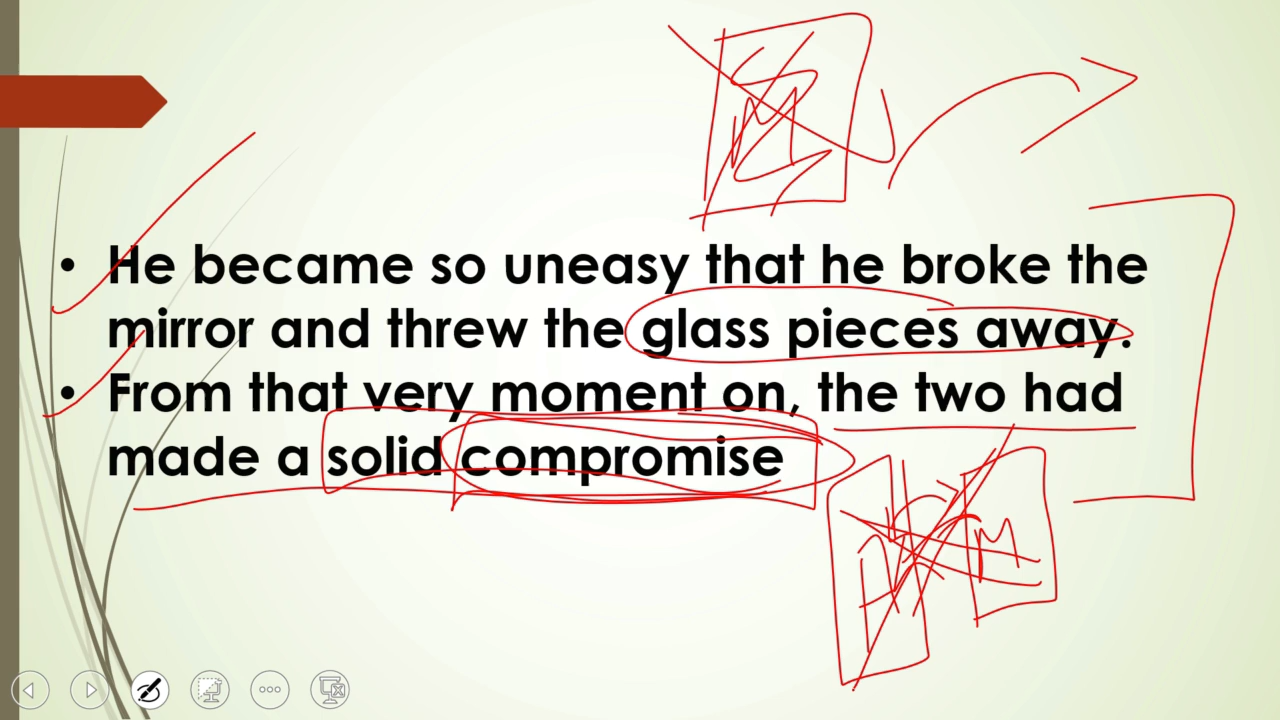 M
• He became so uneasy that he broke the
mirror and threw the glass pieces away.
• From that very moment on, the two had
made a solid compromise
M